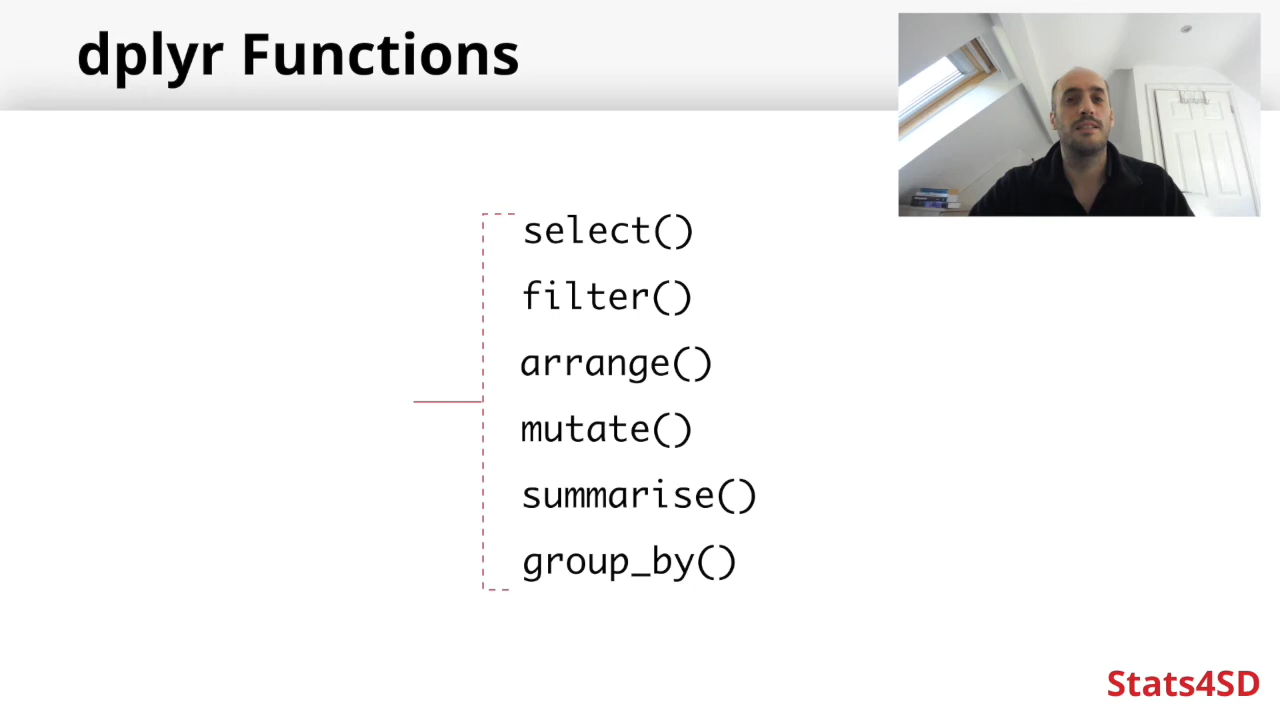 dplyr Functions
select()
filter()
arrange()
mutate()
summarise()
group_by()
Stats4SD